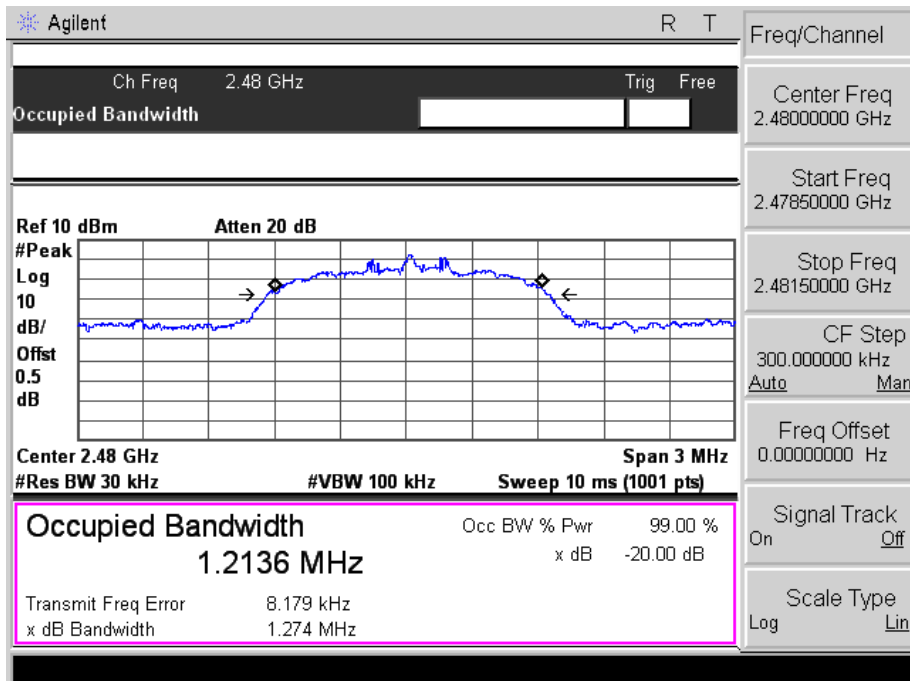 Agilent R T
Freq/Channel
Ch Freq 2.48 GHz Trig Free
Occupied Bandwidth
Center Freq
2.48000000 GHz
Start Freq
2.47850000 GHz
Stop Freq
2.48150000 GHz
CF Step
300.000000 kHz
Auto Man
Freq Offset
0.00000000 Hz
Signal Track
On Off
Scale Type
Log Lin
Ref 10 dBm Atten 20 dB
#Peak
Log
10
dB/
Offst
0.5
dB
Center 2.48 GHz Span 3 MHz
#Res BW 30 kHz #VBW 100 kHz Sweep 10 ms (1001 pts)
Occupied Bandwidth
1.2136 MHz
Occ BW % Pwr 99.00 %
x dB -20.00 dB
Transmit Freq Error 8.179 kHz
x dB Bandwidth 1.274 MHz